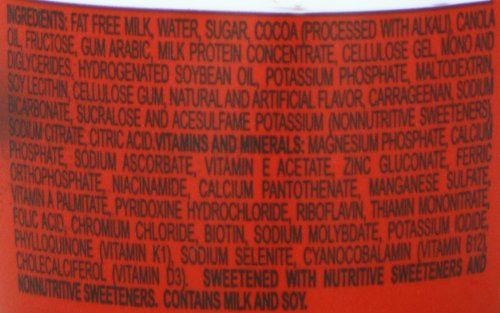 INGREDIENTS: FAT FREE MILK, WATER, SUGAR, COCOA (PROCESSED WITH ALKALI), CANOLA
OIL, FRUCTOSE, GUM ARABIC, MILK PROTEIN CONCENTRATE, CELLULOSE GEL, MONO AND
DIGLYCERIDES, HYDROGENATED SOYBEAN OIL, POTASSIUM PHOSPHATE, MALTODEXTRIN,
SOY LECITHIN, CELLULOSE GUM, NATURAL AND ARTIFICIAL FLAVOR, CARRAGEENAN, SODIUM
BICARBONATE, SUCRALOSE AND ACESULFAME POTASSIUM (NONNUTRITIVE SWEETENERS),
SODIUM CITRATE, CITRIC ACID. VITAMINS AND MINERALS: MAGNESIUM PHOSPHATE, CALCIUM
PHOSPHATE, SODIUM ASCORBATE, VITAMIN E ACETATE, ZINC GLUCONATE, FERRIC
ORTHOPHOSPHATE, NIACINAMIDE, CALCIUM PANTOTHENATE, MANGANESE SULFATE,
VITAMIN A PALMITATE, PYRIDOXINE HYDROCHLORIDE, RIBOFLAVIN, THIAMIN MONONITRATE,
FOLIC ACID, CHROMIUM CHLORIDE, BIOTIN, SODIUM MOLYBDATE, POTASSIUM IODIDE,
PHYLLOQUINONE (VITAMIN K1), SODIUM SELENITE, CYANOCOBALAMIN (VITAMIN B12),
CHOLECALCIFEROL (VITAMIN D3). SWEETENED WITH NUTRITIVE SWEETENERS AND
NONNUTRITIVE SWEETENERS. CONTAINS MILK AND SOY.